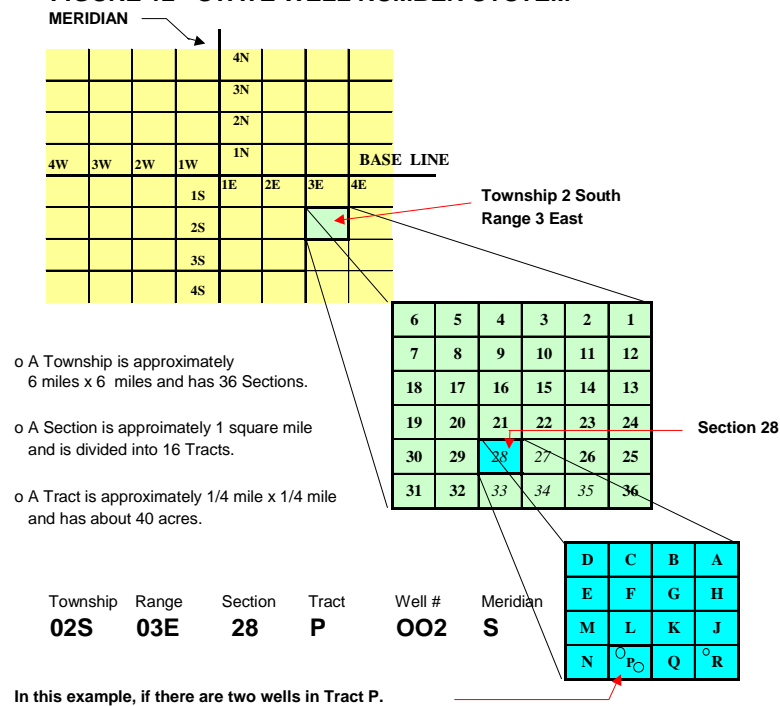 MERIDIAN
4N
3N
2N
4W 3W 2W 1W 1N BASE LINE
1S 1E 2E 3E 4E
2S
3S
4S
Township 2 South
Range 3 East
6 5 4 3 2 1
7 8 9 10 11 12
18 17 16 15 14 13
19 20 21 22 23 24
30 29 28 27 26 25
31 32 33 34 35 36
Section 28
o A Township is approximately
6 miles x 6 miles and has 36 Sections.
o A Section is approimately 1 square mile
and is divided into 16 Tracts.
o A Tract is approximately 1/4 mile x 1/4 mile
and has about 40 acres.
D C B A
E F G H
M L K J
N P Q R
Township Range Section Tract Well # Meridian
02S 03E 28 P OO2 S
In this example, if there are two wells in Tract P.